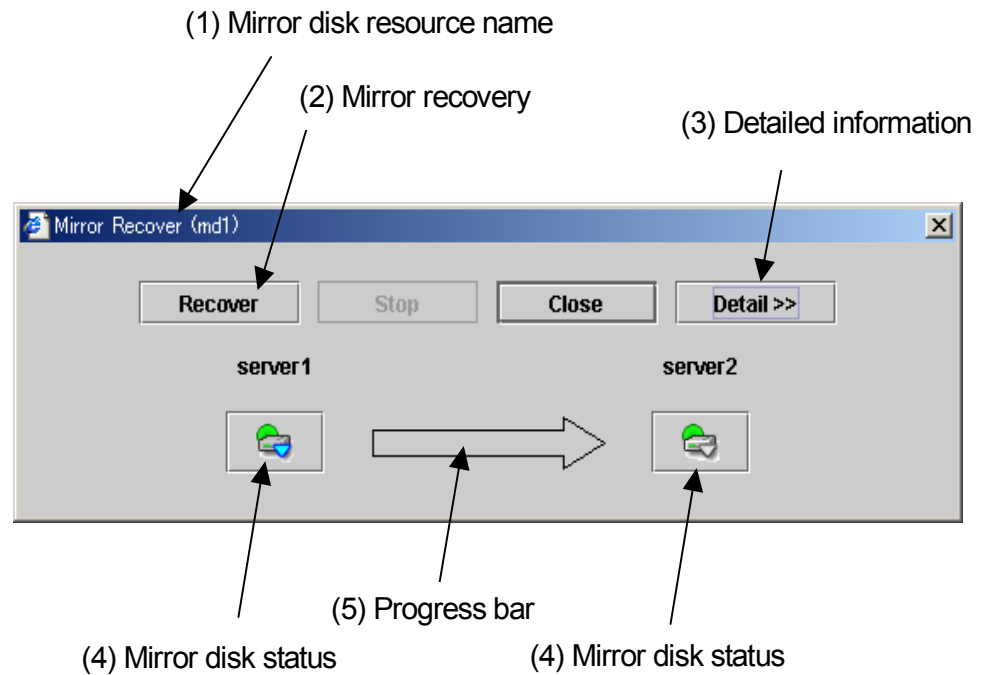 (1) Mirror disk resource name
(2) Mirror recovery
(3) Detailed information
Mirror Recover (md1)
Recover Stop Close Detail >>
server1 server2
(5) Progress bar
(4) Mirror disk status (4) Mirror disk status